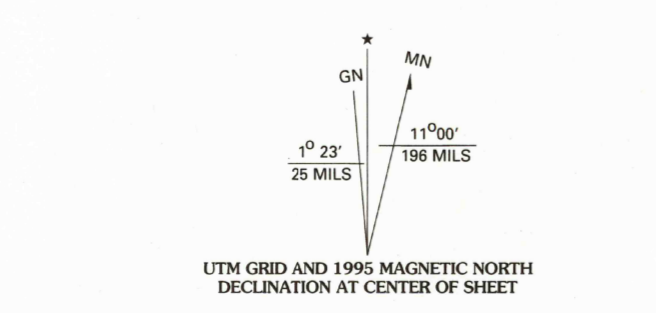 ★
GN
MN
1° 23'
25 MILS
11°00'
196 MILS
UTM GRID AND 1995 MAGNETIC NORTH
DECLINATION AT CENTER OF SHEET